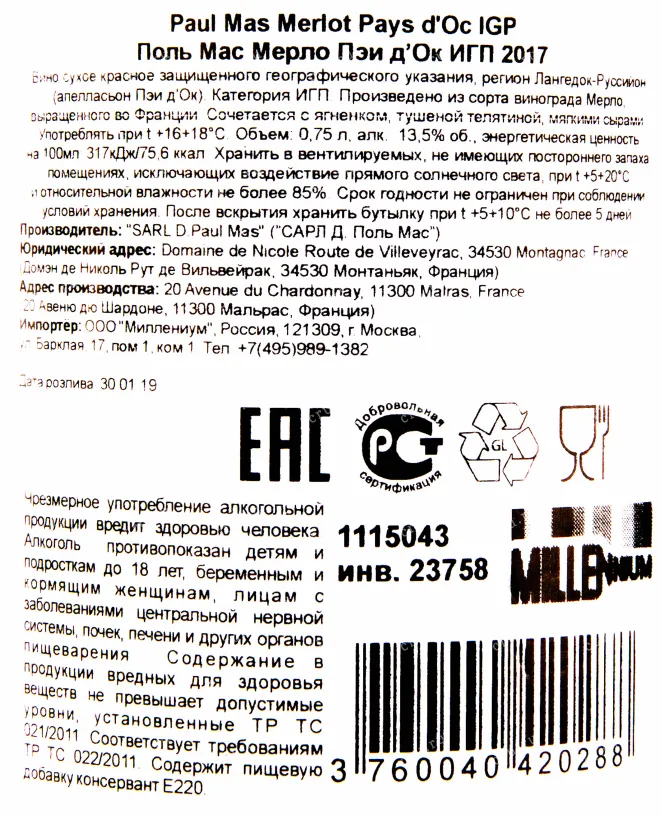 Paul Mas Merlot Pays d'Oc IGP
Поль Мас Мерло Пэи д'Ок ИГП 2017
Вино сухое красное защищенного географического указания, регион Лангедок-Руссийон
(апелласьон Пэи д'Ок). Категория ИГП. Произведено из сорта винограда Мерло,
выращенного во Франции. Сочетается с ягненком, тушеной телятиной, мягкими сырами.
Употреблять при t +16+18°С. Объем: 0,75 л, алк. 13,5% об., энергетическая ценность
на 100мл 317кДж/75,6 ккал. Хранить в вентилируемых, не имеющих постороннего запаха
помещениях, исключающих воздействие прямого солнечного света, при t +5+20°С
и относительной влажности не более 85%. Срок годности не ограничен при соблюдении
условий хранения. После вскрытия хранить бутылку при t +5+10°С не более 5 дней
Производитель: "SARL D.Paul Mas" ("САРЛ Д. Поль Мас")
Юридический адрес: Domaine de Nicole Route de Villeveyrac, 34530 Montagnac, France
(Домэн де Николь Рут де Вильвейрак, 34530 Монтаньяк, Франция)
Адрес производства: 20 Avenue du Chardonnay, 11300 Malras, France
(20 Авеню дю Шардоне, 11300 Мальрас, Франция)
Импортёр: ООО "Миллениум", Россия, 121309, г. Москва,
ул. Барклая, 17, пом 1, ком 1. Тел. +7(495)989-1382
Дата розлива 30 01 19
EAC
Добровольная
РСТ
сертификация
GL
Чрезмерное употребление алкогольной
продукции вредит здоровью человека
Алкоголь противопоказан детям и
подросткам до 18 лет, беременным и
кормящим женщинам, лицам с
заболеваниями центральной нервной
системы, почек, печени и других органов
пищеварения. Содержание в
продукции вредных для здоровья
веществ не превышает допустимые
уровни, установленные ТР ТС
021/2011. Соответствует требованиям
ТР ТС 022/2011. Содержит пищевую
добавку консервант Е220.
1115043
инв. 23758
MILLENNIUM
3 760040 420288